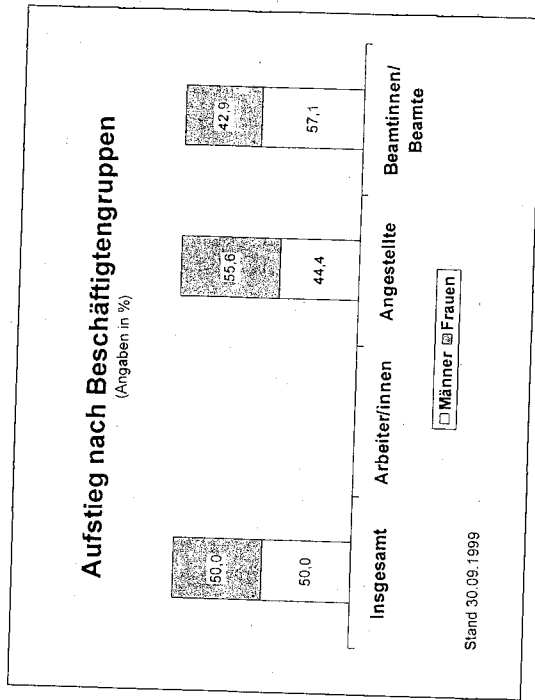 Aufstieg nach Beschäftigtengruppen
(Angaben in %)
50,0
55,6
42,9
50,0
44,4
57,1
Insgesamt
Arbeiter/innen
Angestellte
Beamtinnen/
Beamte
Männer Frauen
Stand 30.09.1999